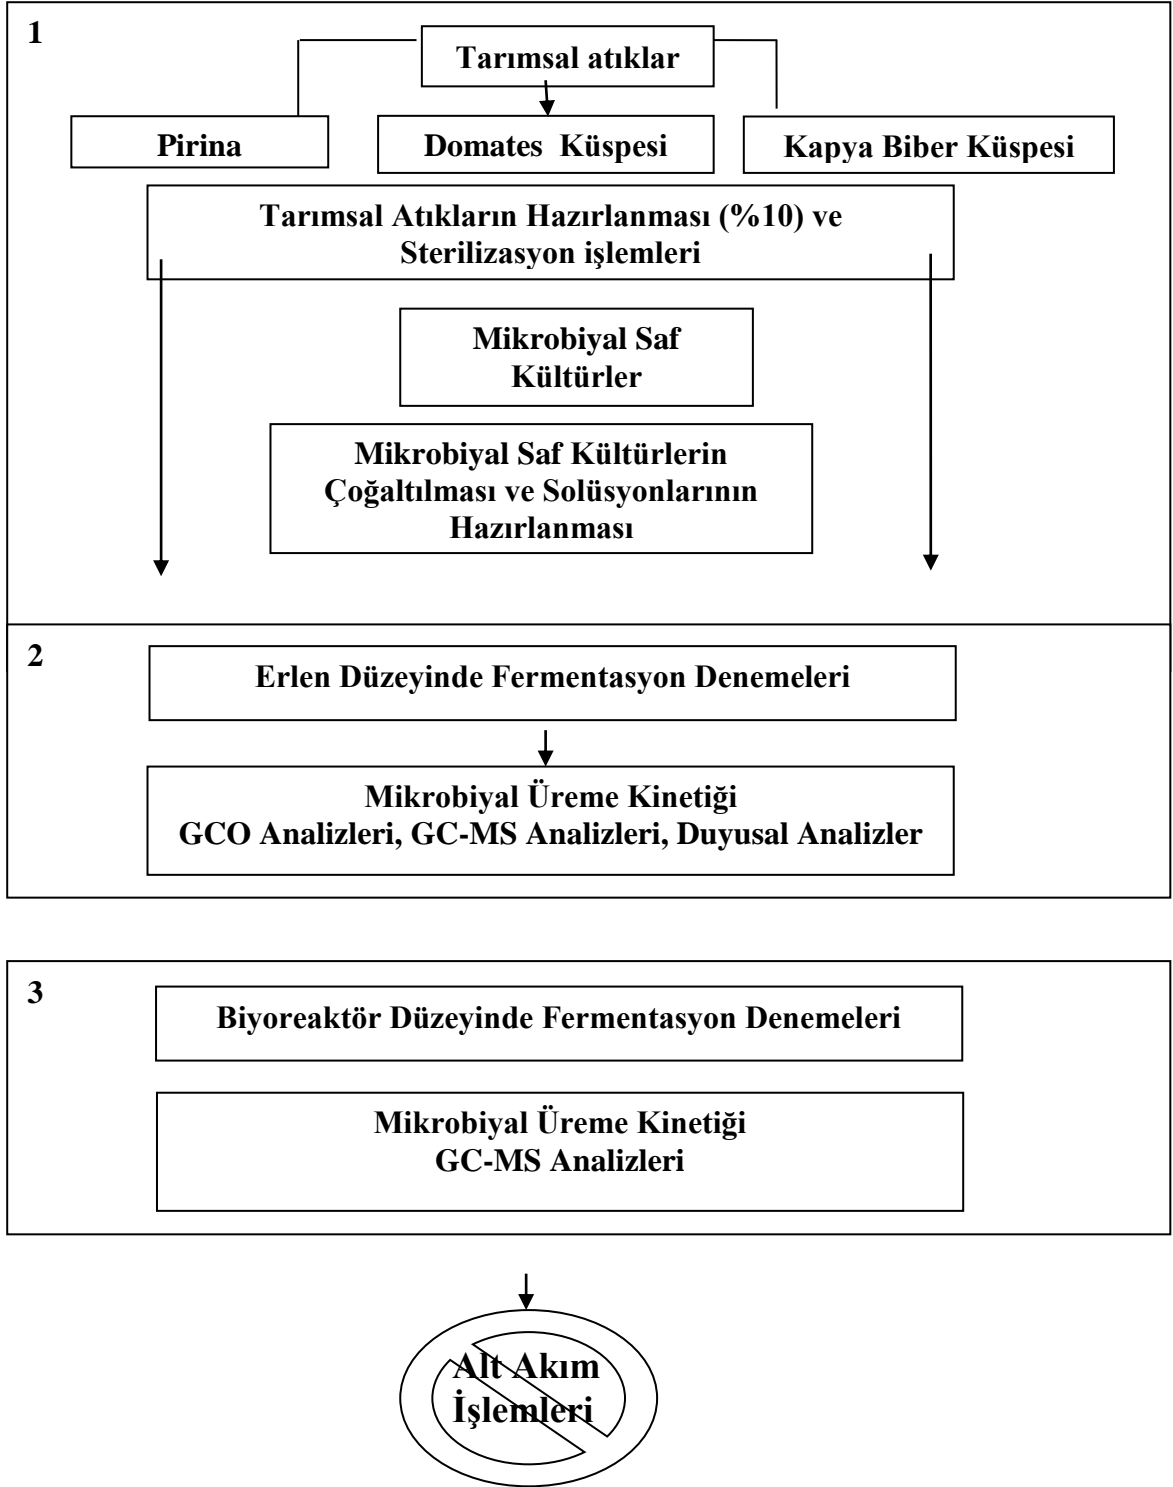 1
Tarımsal atıklar
Pirina
Domates Küspesi
Kapya Biber Küspesi
Tarımsal Atıkların Hazırlanması (%10) ve
Sterilizasyon işlemleri
Mikrobiyal Saf
Kültürler
Mikrobiyal Saf Kültürlerin
Çoğaltılması ve Solüsyonlarının
Hazırlanması
2
Erlen Düzeyinde Fermentasyon Denemeleri
Mikrobiyal Üreme Kinetiği
GCO Analizleri, GC-MS Analizleri, Duyusal Analizler
3
Biyoreaktör Düzeyinde Fermentasyon Denemeleri
Mikrobiyal Üreme Kinetiği
GC-MS Analizleri
Alt Akım
İşlemleri